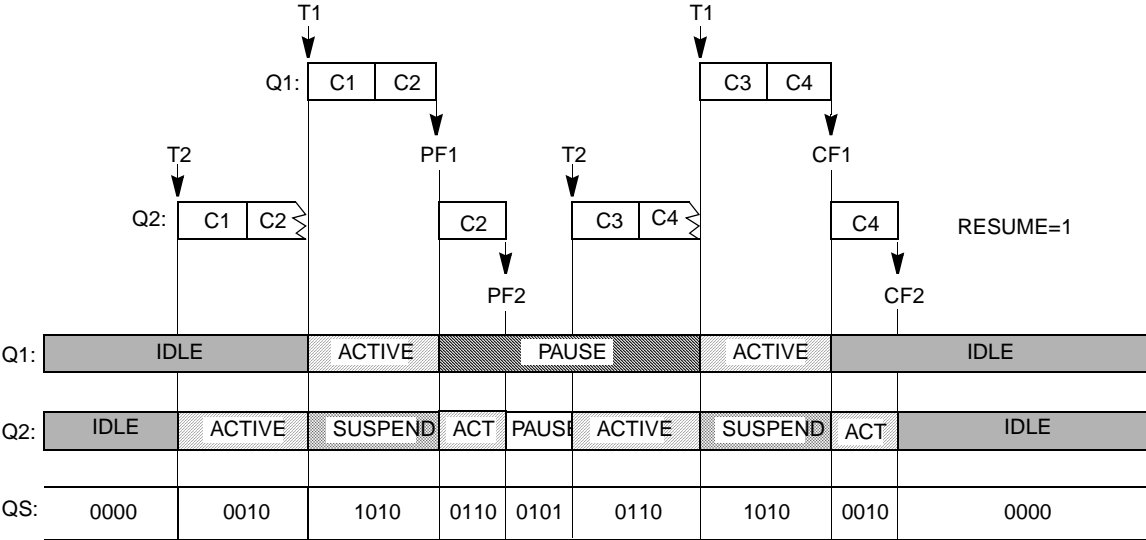 T1 T1
Q1: C1 C2 C3 C4
T2 PF1 T2 CF1
Q2: C1 C2 C2 C3 C4 C4 RESUME=1
PF2 CF2
Q1: IDLE ACTIVE PAUSE ACTIVE IDLE
Q2: IDLE ACTIVE SUSPEND ACT PAUSE ACTIVE SUSPEND ACT IDLE
QS: 0000 0010 1010 0110 0101 0110 1010 0010 0000